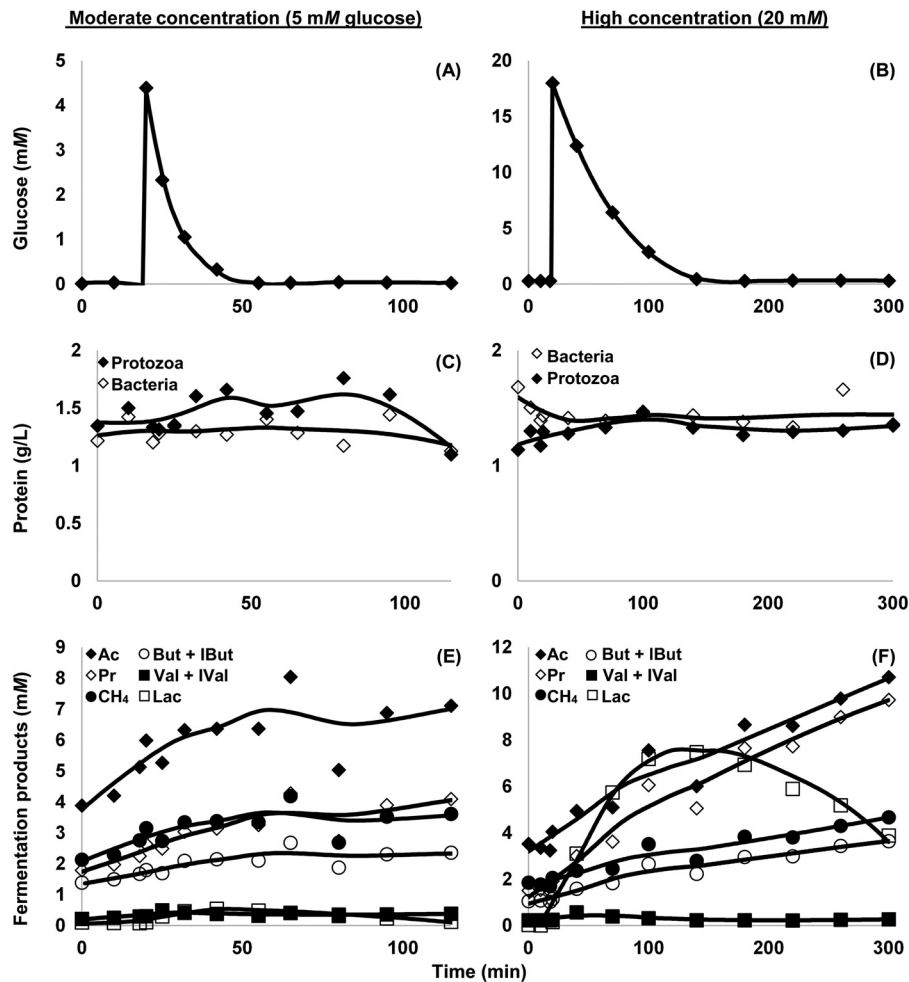 Moderate concentration (5 mM glucose)
High concentration (20 mM)
(A)
5
4
3
2
1
0
0
50
100
Glucose (mM)
(B)
20
15
10
5
0
0
100
200
300
(C)
2
1.5
1
0.5
0
0
50
100
Protein (g/L)
Protozoa
Bacteria
(D)
2
1
0
0
100
200
300
Bacteria
Protozoa
(E)
9
8
7
6
5
4
3
2
1
0
0
50
100
Fermentation products (mM)
Ac
But + IBut
Pr
Val + IVal
CH₄
Lac
(F)
12
10
8
6
4
2
0
0
100
200
300
Ac
But + IBut
Pr
Val + IVal
CH₄
Lac
Time (min)